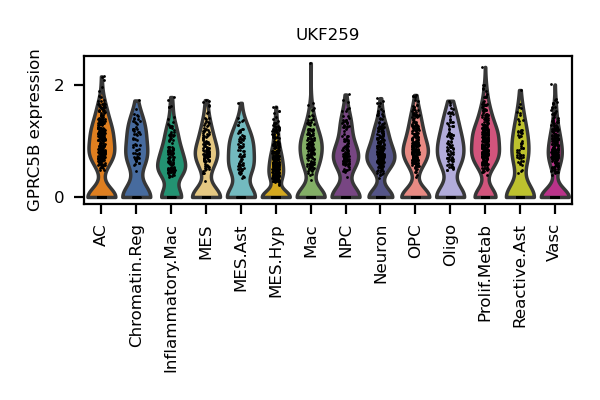 UKF259
GPRC5B expression
2
0
AC
Chromatin.Reg
Inflammatory.Mac
MES
MES.Ast
MES.Hyp
Mac
NPC
Neuron
OPC
Oligo
Prolif.Metab
Reactive.Ast
Vasc